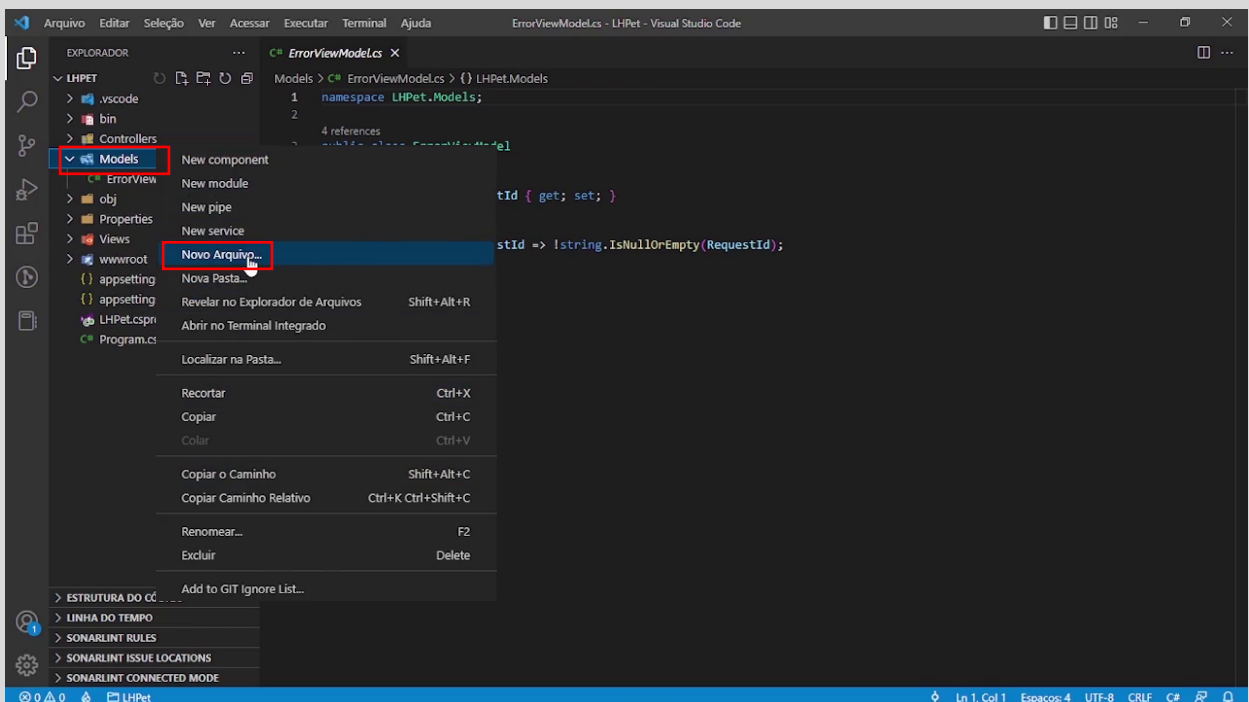 Arquivo Editar Seleção Ver Acessar Executar Terminal Ajuda ErrorViewModel.cs - LHPet - Visual Studio Code
EXPLORADOR ...
LHPET
.vscode
bin
Controllers
Models
C# ErrorView
obj
Properties
Views
wwwroot
{} appsetting
{} appsetting
LHPet.cspr
C# Program.cs
ESTRUTURA DO CÓ
LINHA DO TEMPO
SONARLINT RULES
SONARLINT ISSUE LOCATIONS
SONARLINT CONNECTED MODE
New component
New module
New pipe
New service
Novo Arquivo...
Nova Pasta...
Revelar no Explorador de Arquivos Shift+Alt+R
Abrir no Terminal Integrado
Localizar na Pasta... Shift+Alt+F
Recortar Ctrl+X
Copiar Ctrl+C
Colar Ctrl+V
Copiar o Caminho Shift+Alt+C
Copiar Caminho Relativo Ctrl+K Ctrl+Shift+C
Renomear... F2
Excluir Delete
Add to GIT Ignore List...
C# ErrorViewModel.cs ×
Models > C# ErrorViewModel.cs > {} LHPet.Models
1 namespace LHPet.Models;
2
4 references
tId { get; set; }
stId => !string.IsNullOrEmpty(RequestId);
1
0 0 LHPet Ln 1, Col 1 Espaços: 4 UTF-8 CRLF C#